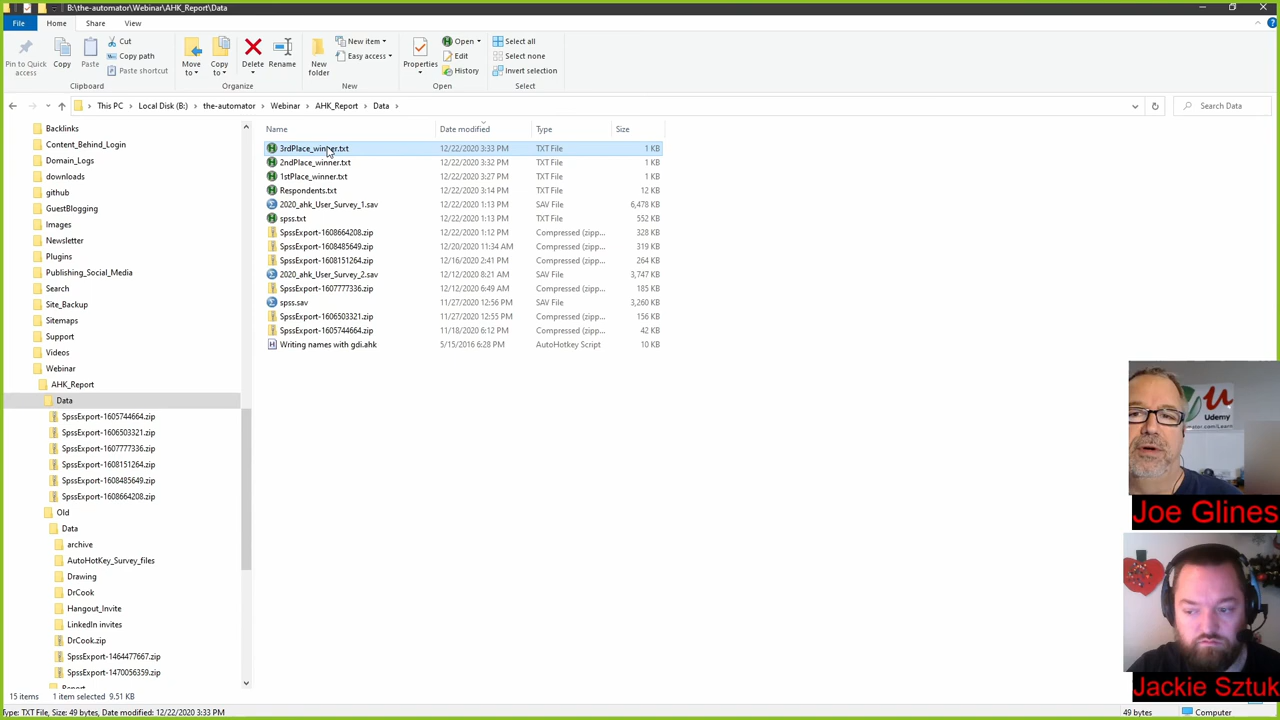 B:\the-automator\Webinar\AHK_Report\Data
File Home Share View
Pin to Quick access
Copy
Paste
Cut
Copy path
Paste shortcut
Clipboard
Move to
Copy to
Delete
Rename
Organize
New folder
New item
Easy access
New
Properties
Open
Edit
History
Open
Select all
Select none
Invert selection
Select
This PC Local Disk (B:) the-automator Webinar AHK_Report Data
Search Data
Name Date modified Type Size
3rdPlace_winner.txt 12/22/2020 3:33 PM TXT File 1 KB
2ndPlace_winner.txt 12/22/2020 3:32 PM TXT File 1 KB
1stPlace_winner.txt 12/22/2020 3:27 PM TXT File 1 KB
Respondents.txt 12/22/2020 3:14 PM TXT File 12 KB
2020_ahk_User_Survey_1.sav 12/22/2020 1:13 PM SAV File 6,478 KB
spss.txt 12/22/2020 1:13 PM TXT File 552 KB
SpssExport-1608664208.zip 12/22/2020 1:12 PM Compressed (zipp... 328 KB
SpssExport-1608485649.zip 12/20/2020 11:34 AM Compressed (zipp... 319 KB
SpssExport-1608151264.zip 12/16/2020 2:41 PM Compressed (zipp... 264 KB
2020_ahk_User_Survey_2.sav 12/12/2020 8:21 AM SAV File 3,747 KB
SpssExport-1607777336.zip 12/12/2020 6:49 AM Compressed (zipp... 185 KB
spss.sav 11/27/2020 12:56 PM SAV File 3,260 KB
SpssExport-1606503321.zip 11/27/2020 12:55 PM Compressed (zipp... 156 KB
SpssExport-1605744664.zip 11/18/2020 6:12 PM Compressed (zipp... 42 KB
Writing names with gdi.ahk 5/15/2016 6:28 PM AutoHotkey Script 10 KB
Backlinks
Content_Behind_Login
Domain_Logs
downloads
github
GuestBlogging
Images
Newsletter
Plugins
Publishing_Social_Media
Search
Site_Backup
Sitemaps
Support
Videos
Webinar
AHK_Report
Data
SpssExport-1605744664.zip
SpssExport-1606503321.zip
SpssExport-1607777336.zip
SpssExport-1608151264.zip
SpssExport-1608485649.zip
SpssExport-1608664208.zip
Old
Data
archive
AutoHotKey_Survey_files
Drawing
DrCook
Hangout_Invite
LinkedIn invites
DrCook.zip
SpssExport-1464477667.zip
SpssExport-1470056359.zip
Report
Udemy
Joe Glines
Jackie Sztuk
15 items 1 item selected 9.51 KB
Type: TXT File, Size: 49 bytes, Date modified: 12/22/2020 3:33 PM 49 bytes Computer